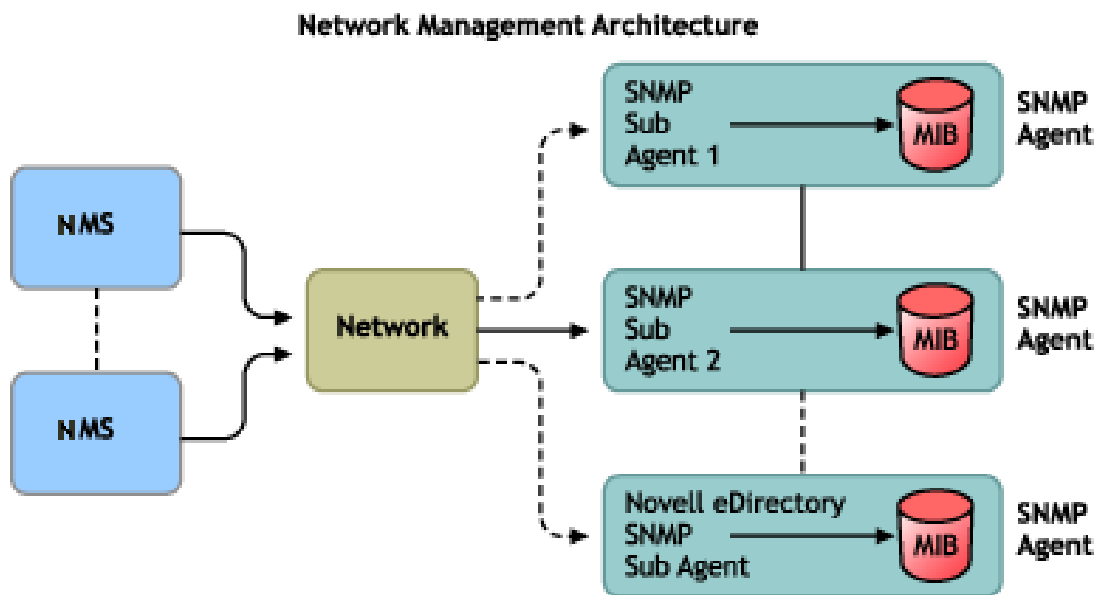 Network Management Architecture
SNMP
Sub
Agent 1
MIB
SNMP
Agent
NMS
Network
SNMP
Sub
Agent 2
MIB
SNMP
Agent
NMS
Novell eDirectory
SNMP
Sub Agent
MIB
SNMP
Agent